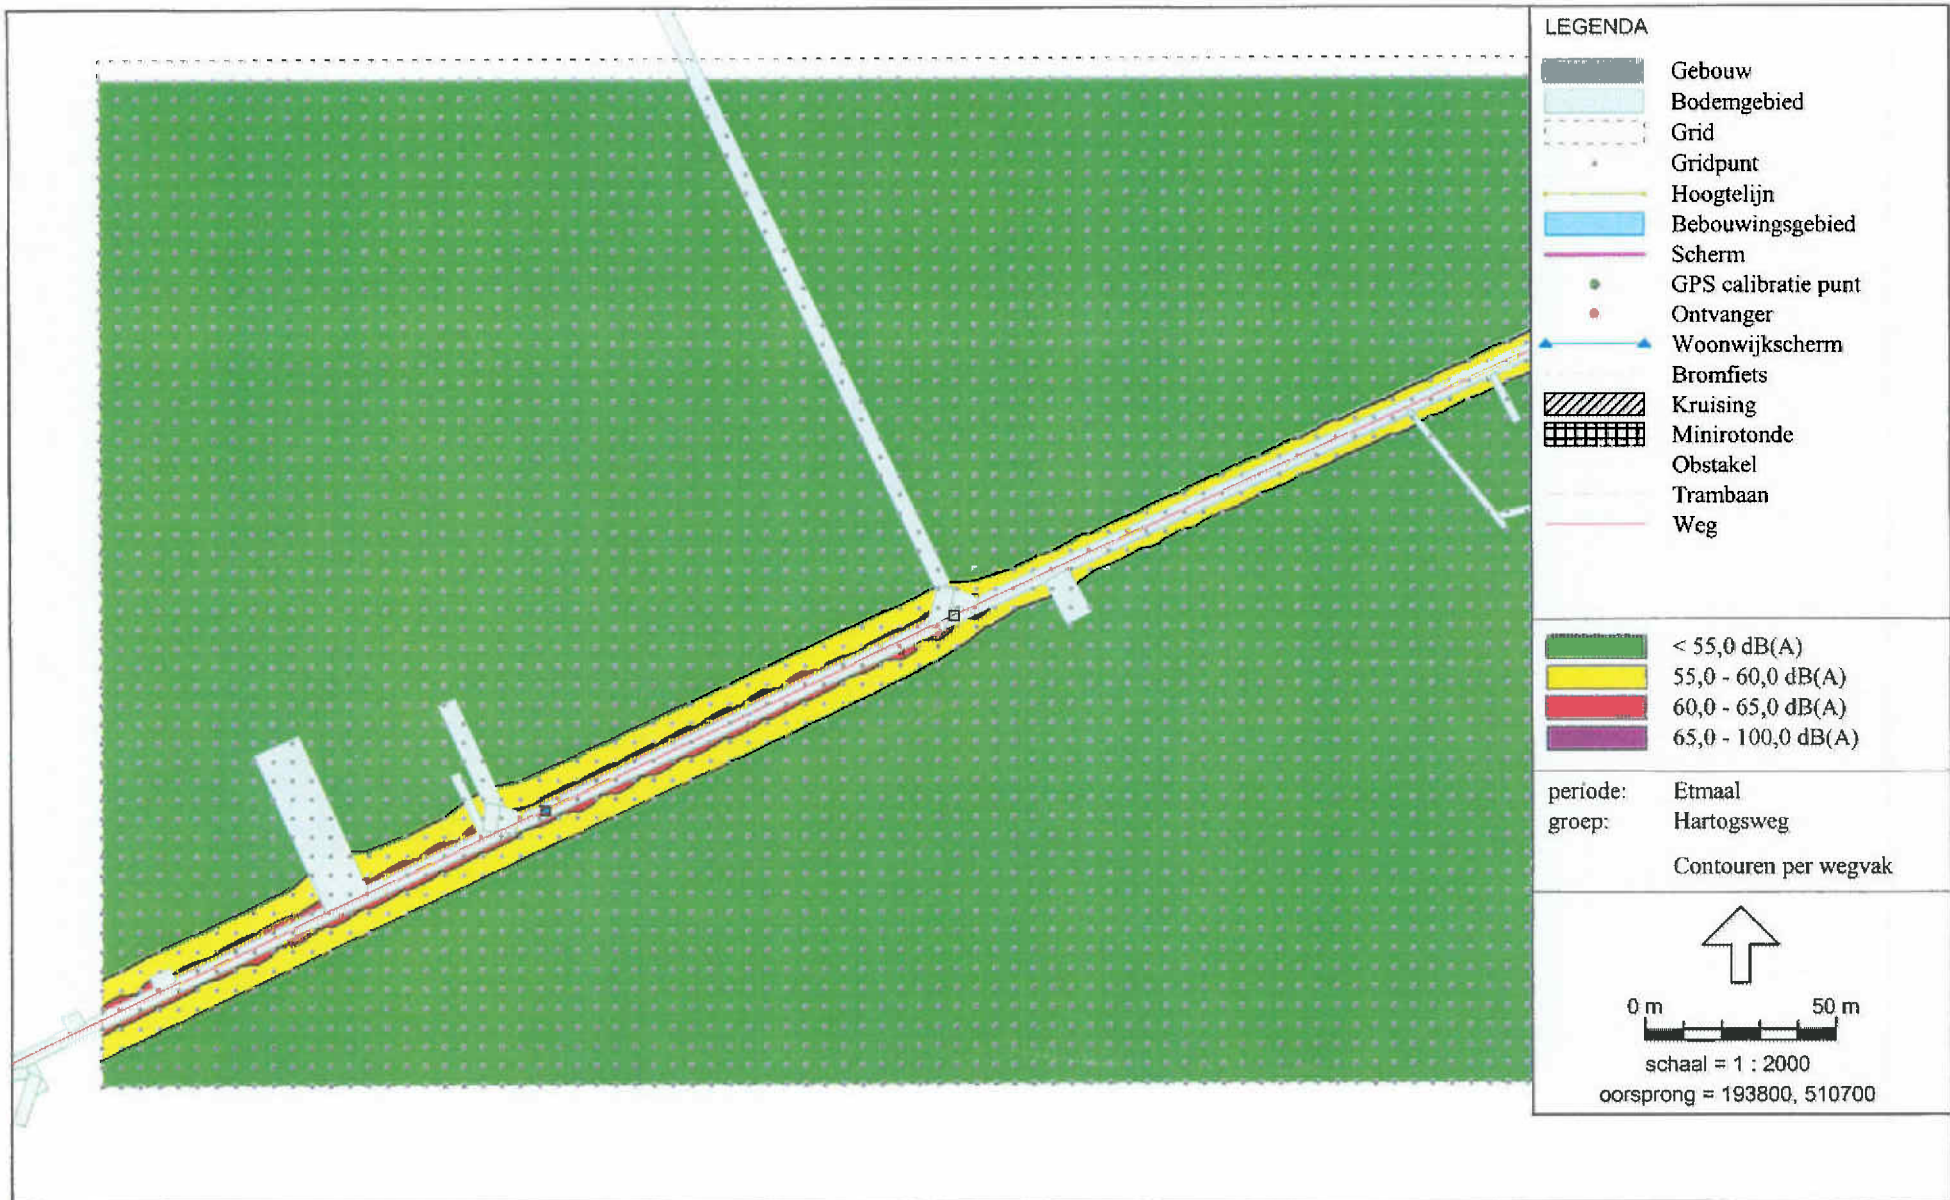 LEGENDA
Gebouw
Bodemgebied
Grid
Gridpunt
Hoogtelijn
Bebouwingsgebied
Scherm
GPS calibratie punt
Ontvanger
Woonwijkscherm
Bromfiets
Kruising
Minirotonde
Obstakel
Trambaan
Weg
< 55,0 dB(A)
55,0 - 60,0 dB(A)
60,0 - 65,0 dB(A)
65,0 - 100,0 dB(A)
periode: Etmaal
groep: Hartogsweg
Contouren per wegvak
0 m 50 m
schaal = 1 : 2000
oorsprong = 193800, 510700